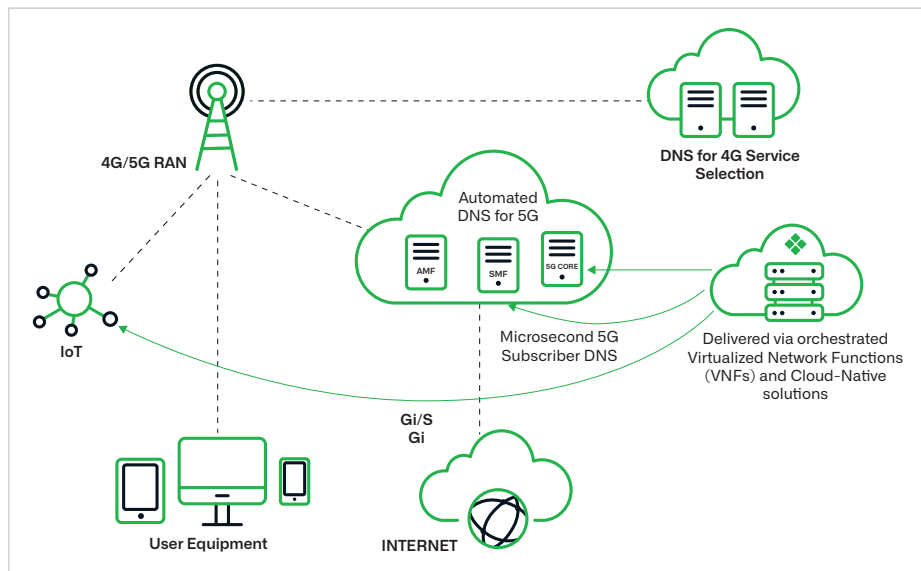 4G/5G RAN
DNS for 4G Service
Selection
Automated
DNS for 5G
AMF
SMF
5G CORE
IoT
Microsecond 5G
Subscriber DNS
Delivered via orchestrated
Virtualized Network Functions
(VNFs) and Cloud-Native
solutions
Gi/S
Gi
User Equipment
INTERNET